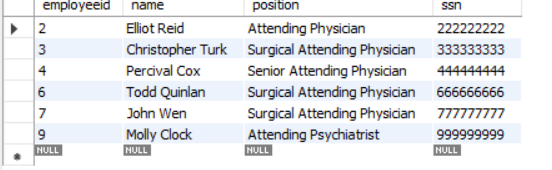 employeeid name position ssn
2 Elliot Reid Attending Physician 222222222
3 Christopher Turk Surgical Attending Physician 333333333
4 Percival Cox Senior Attending Physician 444444444
6 Todd Quinlan Surgical Attending Physician 666666666
7 John Wen Surgical Attending Physician 777777777
9 Molly Clock Attending Psychiatrist 999999999
NULL NULL NULL NULL